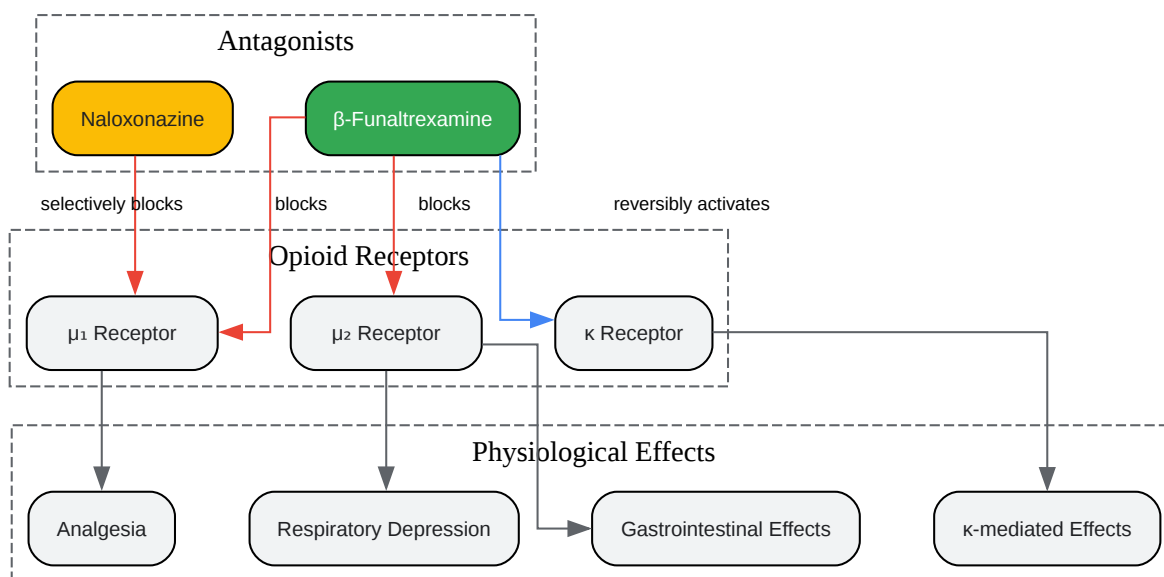 Antagonists
Naloxonazine
β-Funaltrexamine
selectively blocks
blocks
blocks
reversibly activates
Opioid Receptors
μ₁ Receptor
μ₂ Receptor
κ Receptor
Physiological Effects
Analgesia
Respiratory Depression
Gastrointestinal Effects
κ-mediated Effects